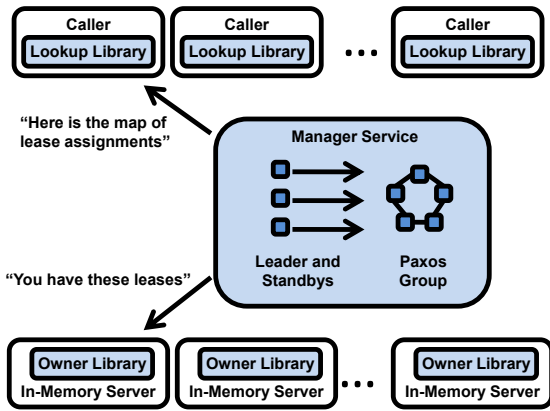 Caller
Lookup Library
Caller
Lookup Library
...
Caller
Lookup Library
“Here is the map of
lease assignments”
Manager Service
Leader and
Standbys
Paxos
Group
“You have these leases”
Owner Library
In-Memory Server
Owner Library
In-Memory Server
...
Owner Library
In-Memory Server